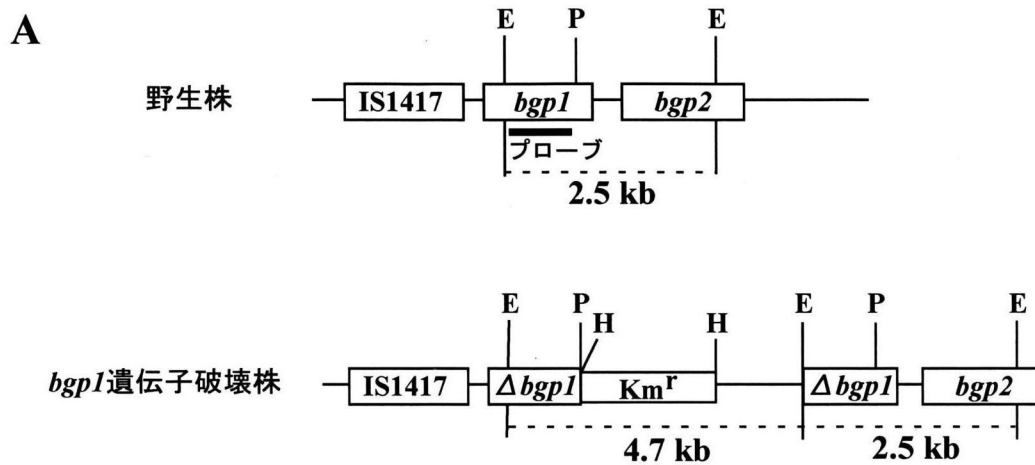 A
E P E
野生株
IS1417 bgp1 bgp2
プローブ
2.5 kb
E P H H E P E
bgp1遺伝子破壊株
IS1417 Δbgp1 Kmʳ Δbgp1 bgp2
4.7 kb 2.5 kb